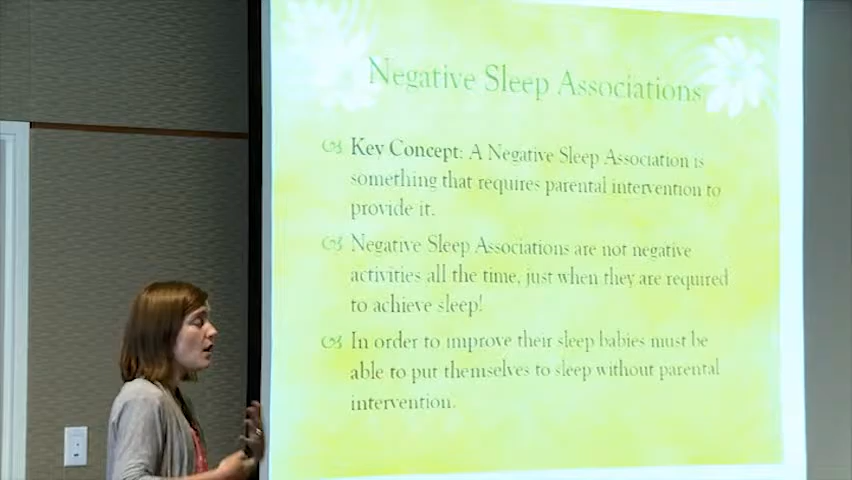 Negative Sleep Associations
Key Concept: A Negative Sleep Association is
something that requires parental intervention to
provide it.
Negative Sleep Associations are not negative
activities all the time, just when they are required
to achieve sleep!
In order to improve their sleep babies must be
able to put themselves to sleep without parental
intervention.